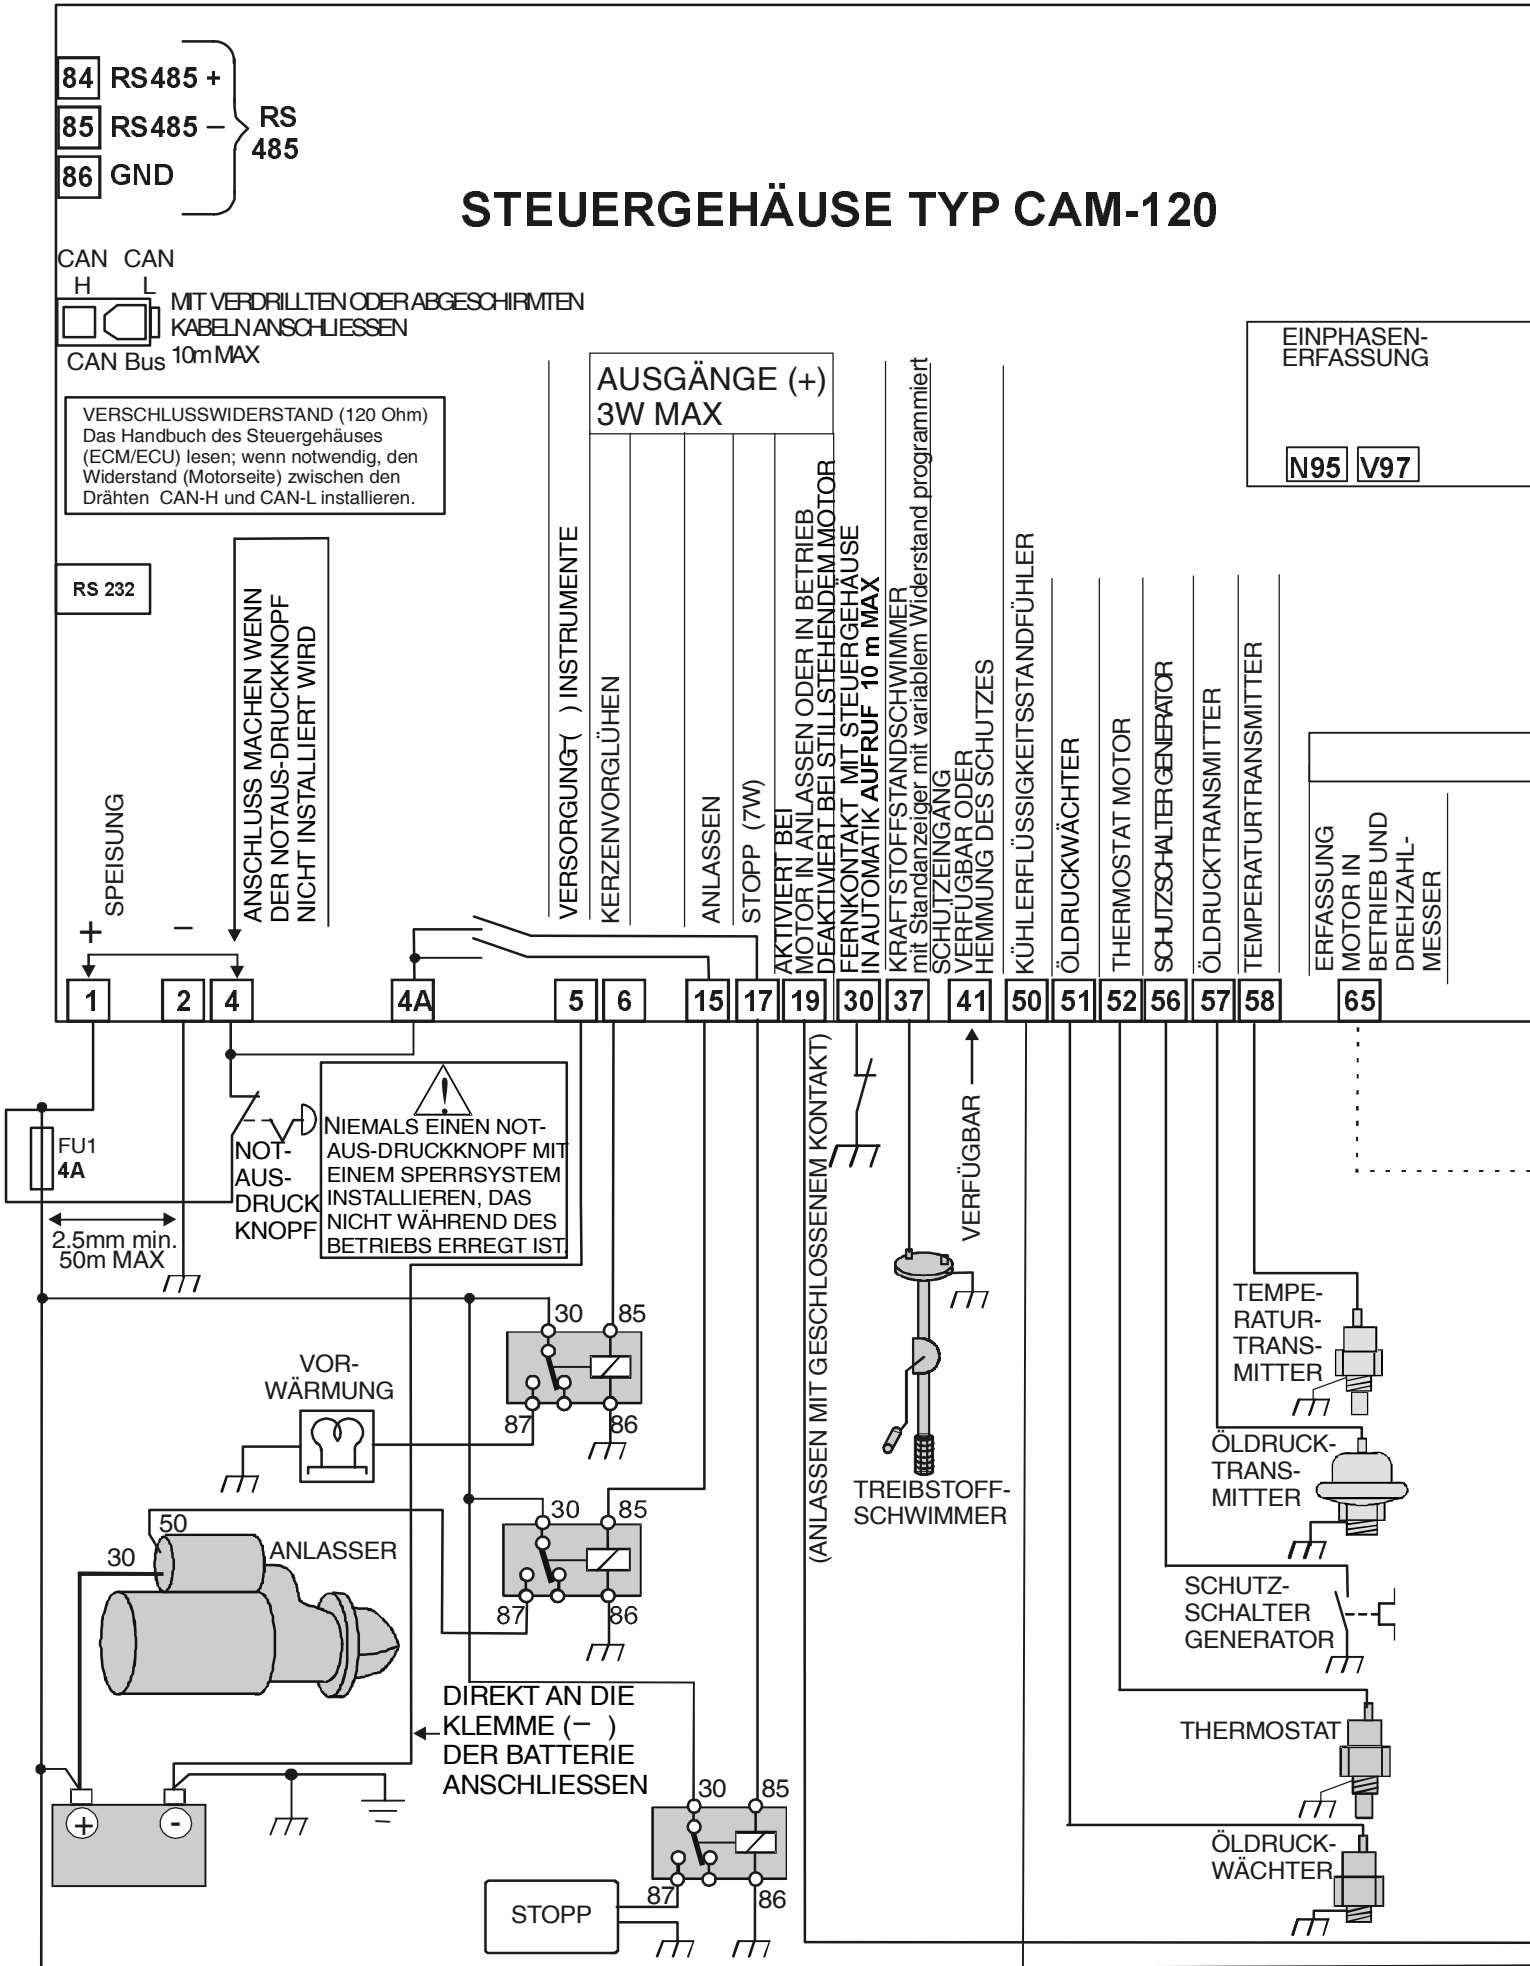 84 RS485 +
85 RS485 –
86 GND
RS
485
STEUERGEHÄUSE TYP CAM-120
CAN CAN
H L
MIT VERDRILLTEN ODER ABGESCHIRMTEN
KABELN ANSCHLIESSEN
10m MAX
CAN Bus
VERSCHLUSSWIDERSTAND (120 Ohm)
Das Handbuch des Steuergehäuses
(ECM/ECU) lesen; wenn notwendig, den
Widerstand (Motorseite) zwischen den
Drähten CAN-H und CAN-L installieren.
RS 232
AUSGÄNGE (+)
3W MAX
EINPHASEN-
ERFASSUNG
N95 V97
SPEISUNG
+ –
ANSCHLUSS MACHEN WENN
DER NOTAUS-DRUCKKNOPF
NICHT INSTALLIERT WIRD
VERSORGUNG (–) INSTRUMENTE
KERZENVORGLÜHEN
ANLASSEN
STOPP (7W)
AKTIVIERT BEI
MOTOR IN ANLASSEN ODER IN BETRIEB
DEAKTIVIERT BEI STILLSTEHENDEM MOTOR
FERNKONTAKT MIT STEUERGEHÄUSE
IN AUTOMATIK AUFRUF 10 m MAX
KRAFTSTOFFSTANDSCHWIMMER
mit Standanzeiger mit variablem Widerstand programmiert
SCHUTZEINGANG
VERFÜGBAR ODER
HEMMUNG DES SCHUTZES
KÜHLERFLÜSSIGKEITSSTANDFÜHLER
ÖLDRUCKWÄCHTER
THERMOSTAT MOTOR
SCHUTZSCHALTER GENERATOR
ÖLDRUCKTRANSMITTER
TEMPERATURTRANSMITTER
ERFASSUNG
MOTOR IN
BETRIEB UND
DREHZAHL-
MESSER
1 2 4 4A 5 6 15 17 19 30 37 41 50 51 52 56 57 58 65
FU1
4A
2.5mm min.
50m MAX
NOT-
AUS-
DRUCK
KNOPF
!
NIEMALS EINEN NOT-
AUS-DRUCKKNOPF MIT
EINEM SPERRSYSTEM
INSTALLIEREN, DAS
NICHT WÄHREND DES
BETRIEBS ERREGT IST.
(ANLASSEN MIT GESCHLOSSENEM KONTAKT)
VERFÜGBAR
30 85
87 86
VOR-
WÄRMUNG
TREIBSTOFF-
SCHWIMMER
TEMPE-
RATUR-
TRANS-
MITTER
ÖLDRUCK-
TRANS-
MITTER
30 85
87 86
50
30
ANLASSER
SCHUTZ-
SCHALTER
GENERATOR
DIREKT AN DIE
KLEMME (– )
DER BATTERIE
ANSCHLIESSEN
THERMOSTAT
+ -
30 85
87 86
STOPP
ÖLDRUCK-
WÄCHTER